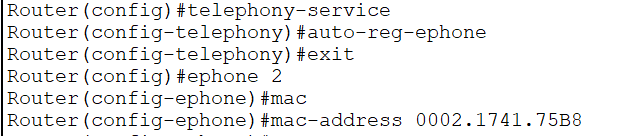 Router(config)#telephony-service
Router(config-telephony)#auto-reg-ephone
Router(config-telephony)#exit
Router(config)#ephone 2
Router(config-ephone)#mac
Router(config-ephone)#mac-address 0002.1741.75B8